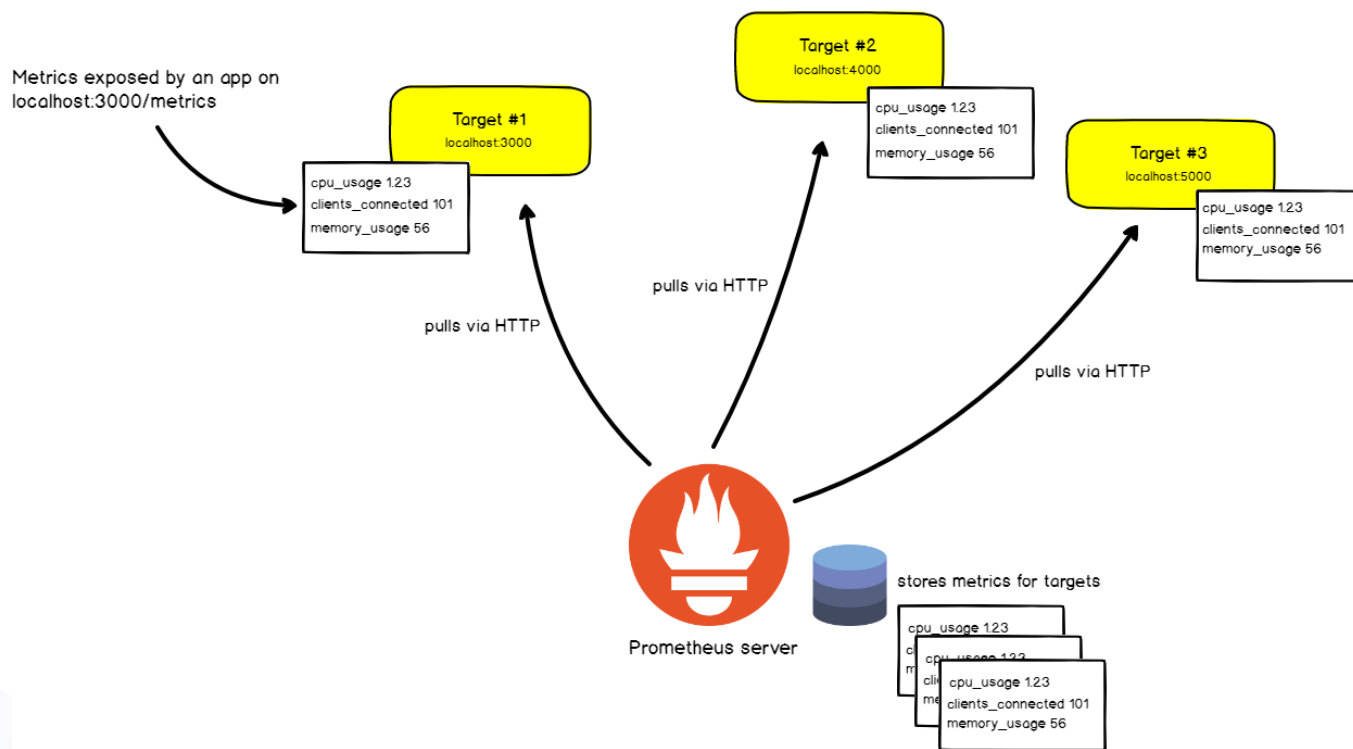 Metrics exposed by an app on
localhost:3000/metrics
Target #1
localhost:3000
cpu_usage 1.23
clients_connected 101
memory_usage 56
Target #2
localhost:4000
cpu_usage 1.23
clients_connected 101
memory_usage 56
Target #3
localhost:5000
cpu_usage 1.23
clients_connected 101
memory_usage 56
pulls via HTTP
pulls via HTTP
pulls via HTTP
Prometheus server
stores metrics for targets
cpu_usage 1.23
cpu_usage 1.23
cpu_usage 1.23
clients_connected 101
memory_usage 56